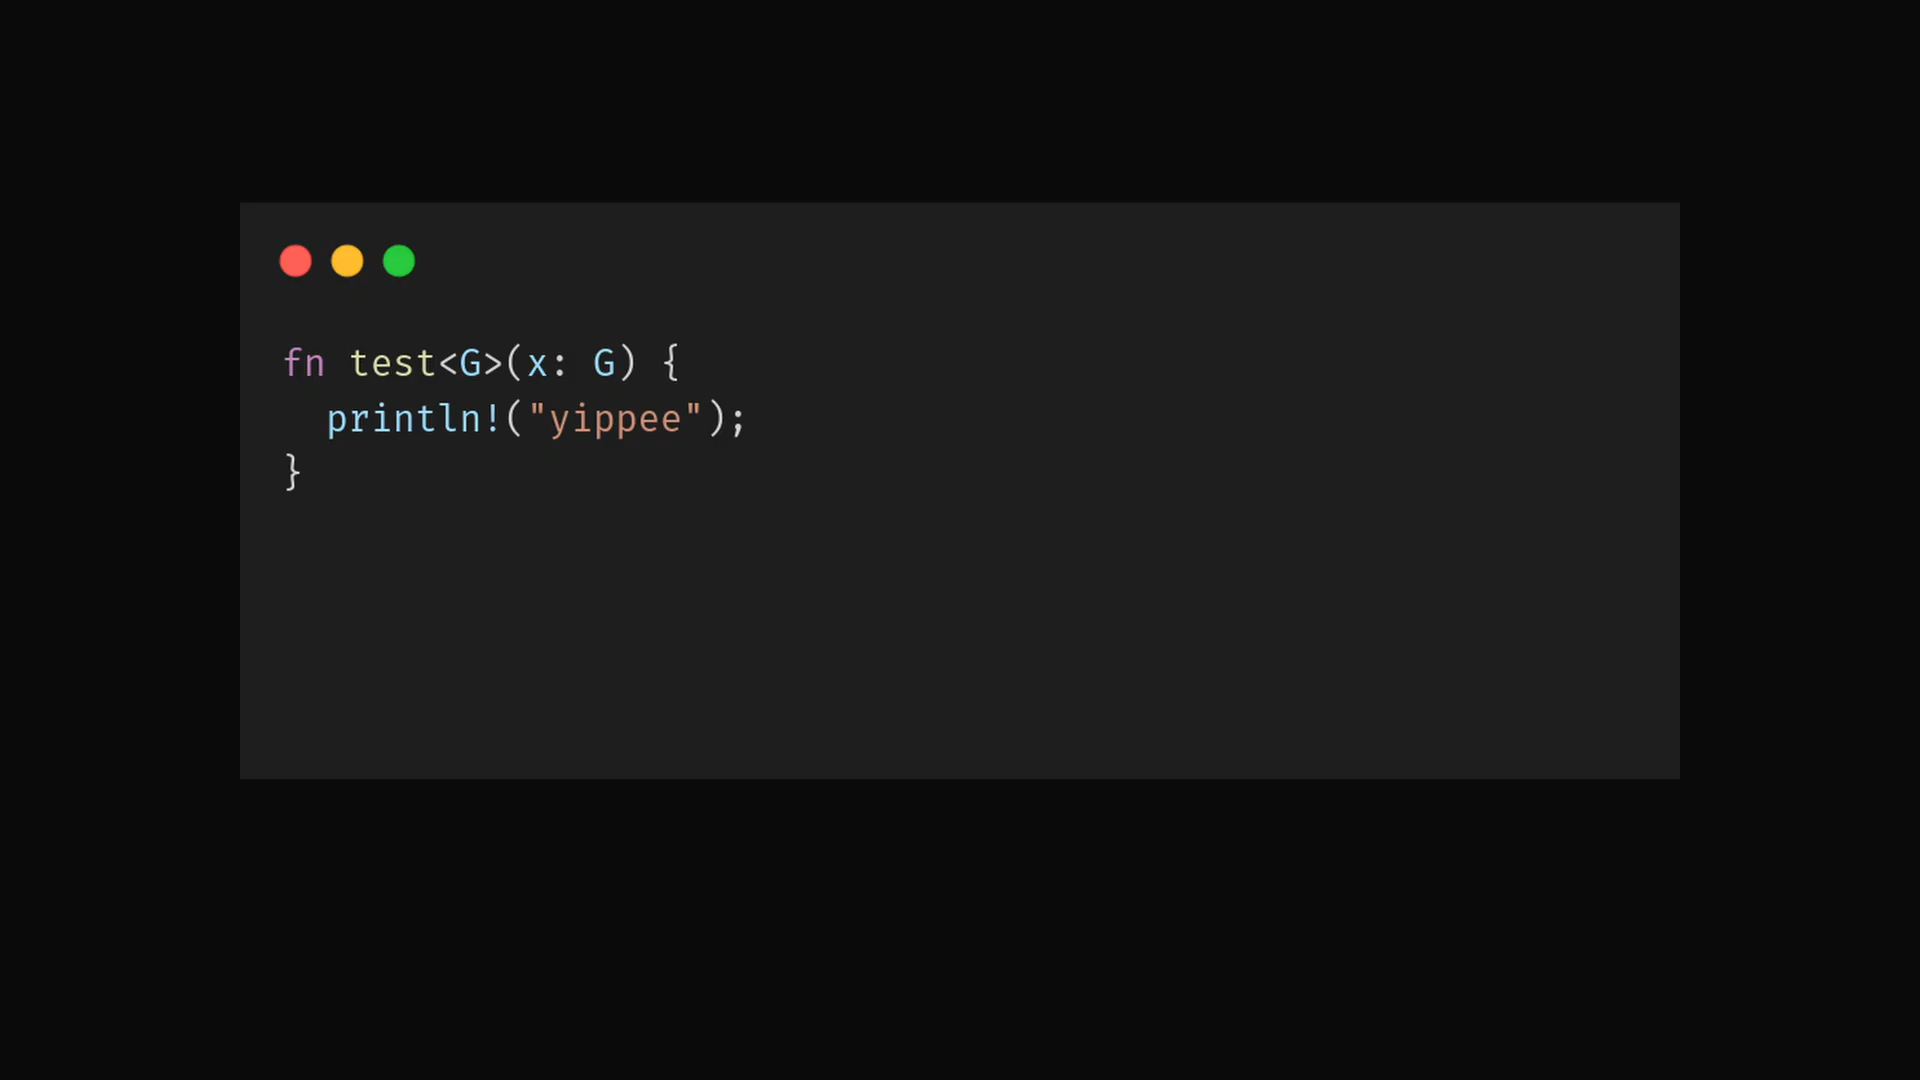 fn test<G>(x: G) {
  println!("yippee");
}